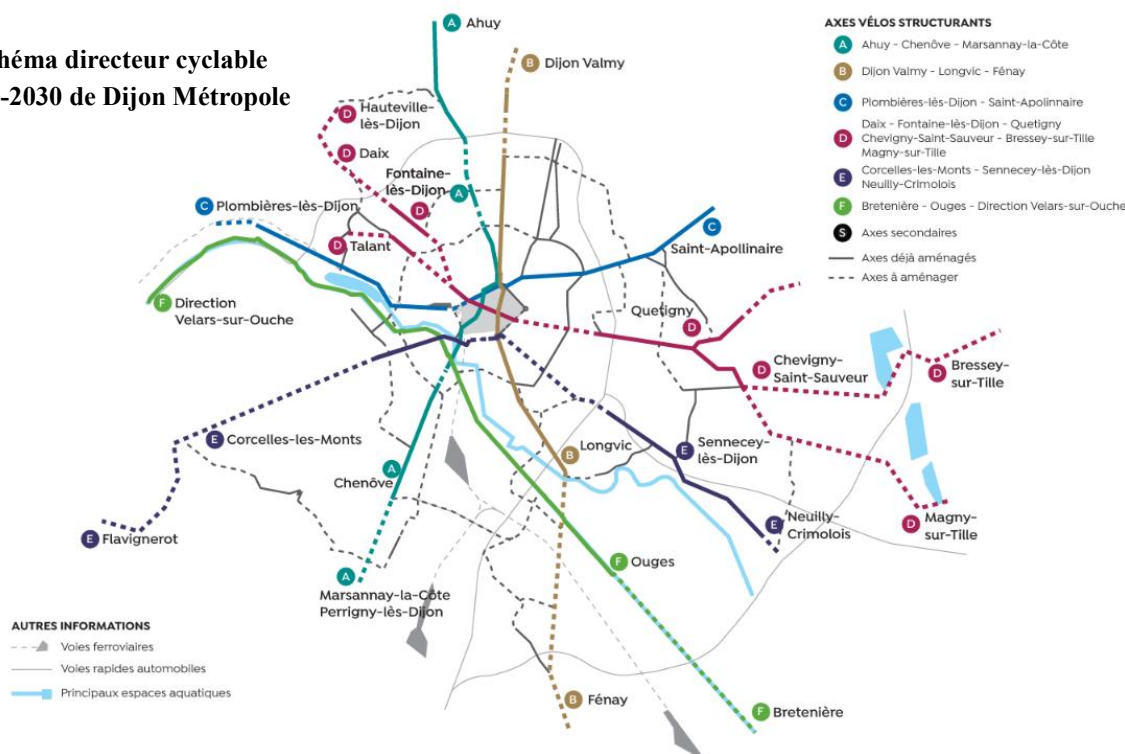 héma directeur cyclable
-2030 de Dijon Métropole
A Ahuy
B Dijon Valmy
D Hauteville-
lès-Dijon
D Daix
Fontaine-
lès-Dijon
D
A
C Plombières-lès-Dijon
D Talant
C
Saint-Apollinaire
F Direction
Velars-sur-Ouche
Quetigny
D
D Chevigny-
Saint-Sauveur
D Bressey-
sur-Tille
E Corcelles-les-Monts
B Longvic
E Sennecey-
lès-Dijon
A
Chenôve
E Flavignerot
E Neuilly-
Crimolois
D Magny-
sur-Tille
F Ouges
A
Marsannay-la-Côte
Perrigny-lès-Dijon
B Fénay
F Bretenière
AXES VÉLOS STRUCTURANTS
A Ahuy - Chenôve - Marsannay-la-Côte
B Dijon Valmy - Longvic - Fénay
C Plombières-lès-Dijon - Saint-Apolinnaire
Daix - Fontaine-lès-Dijon - Quetigny
D Chevigny-Saint-Sauveur - Bressey-sur-Tille
Magny-sur-Tille
E Corcelles-les-Monts - Sennecey-lès-Dijon
Neuilly-Crimolois
F Bretenière - Ouges - Direction Velars-sur-Ouche
S Axes secondaires
Axes déjà aménagés
Axes à aménager
AUTRES INFORMATIONS
Voies ferroviaires
Voies rapides automobiles
Principaux espaces aquatiques